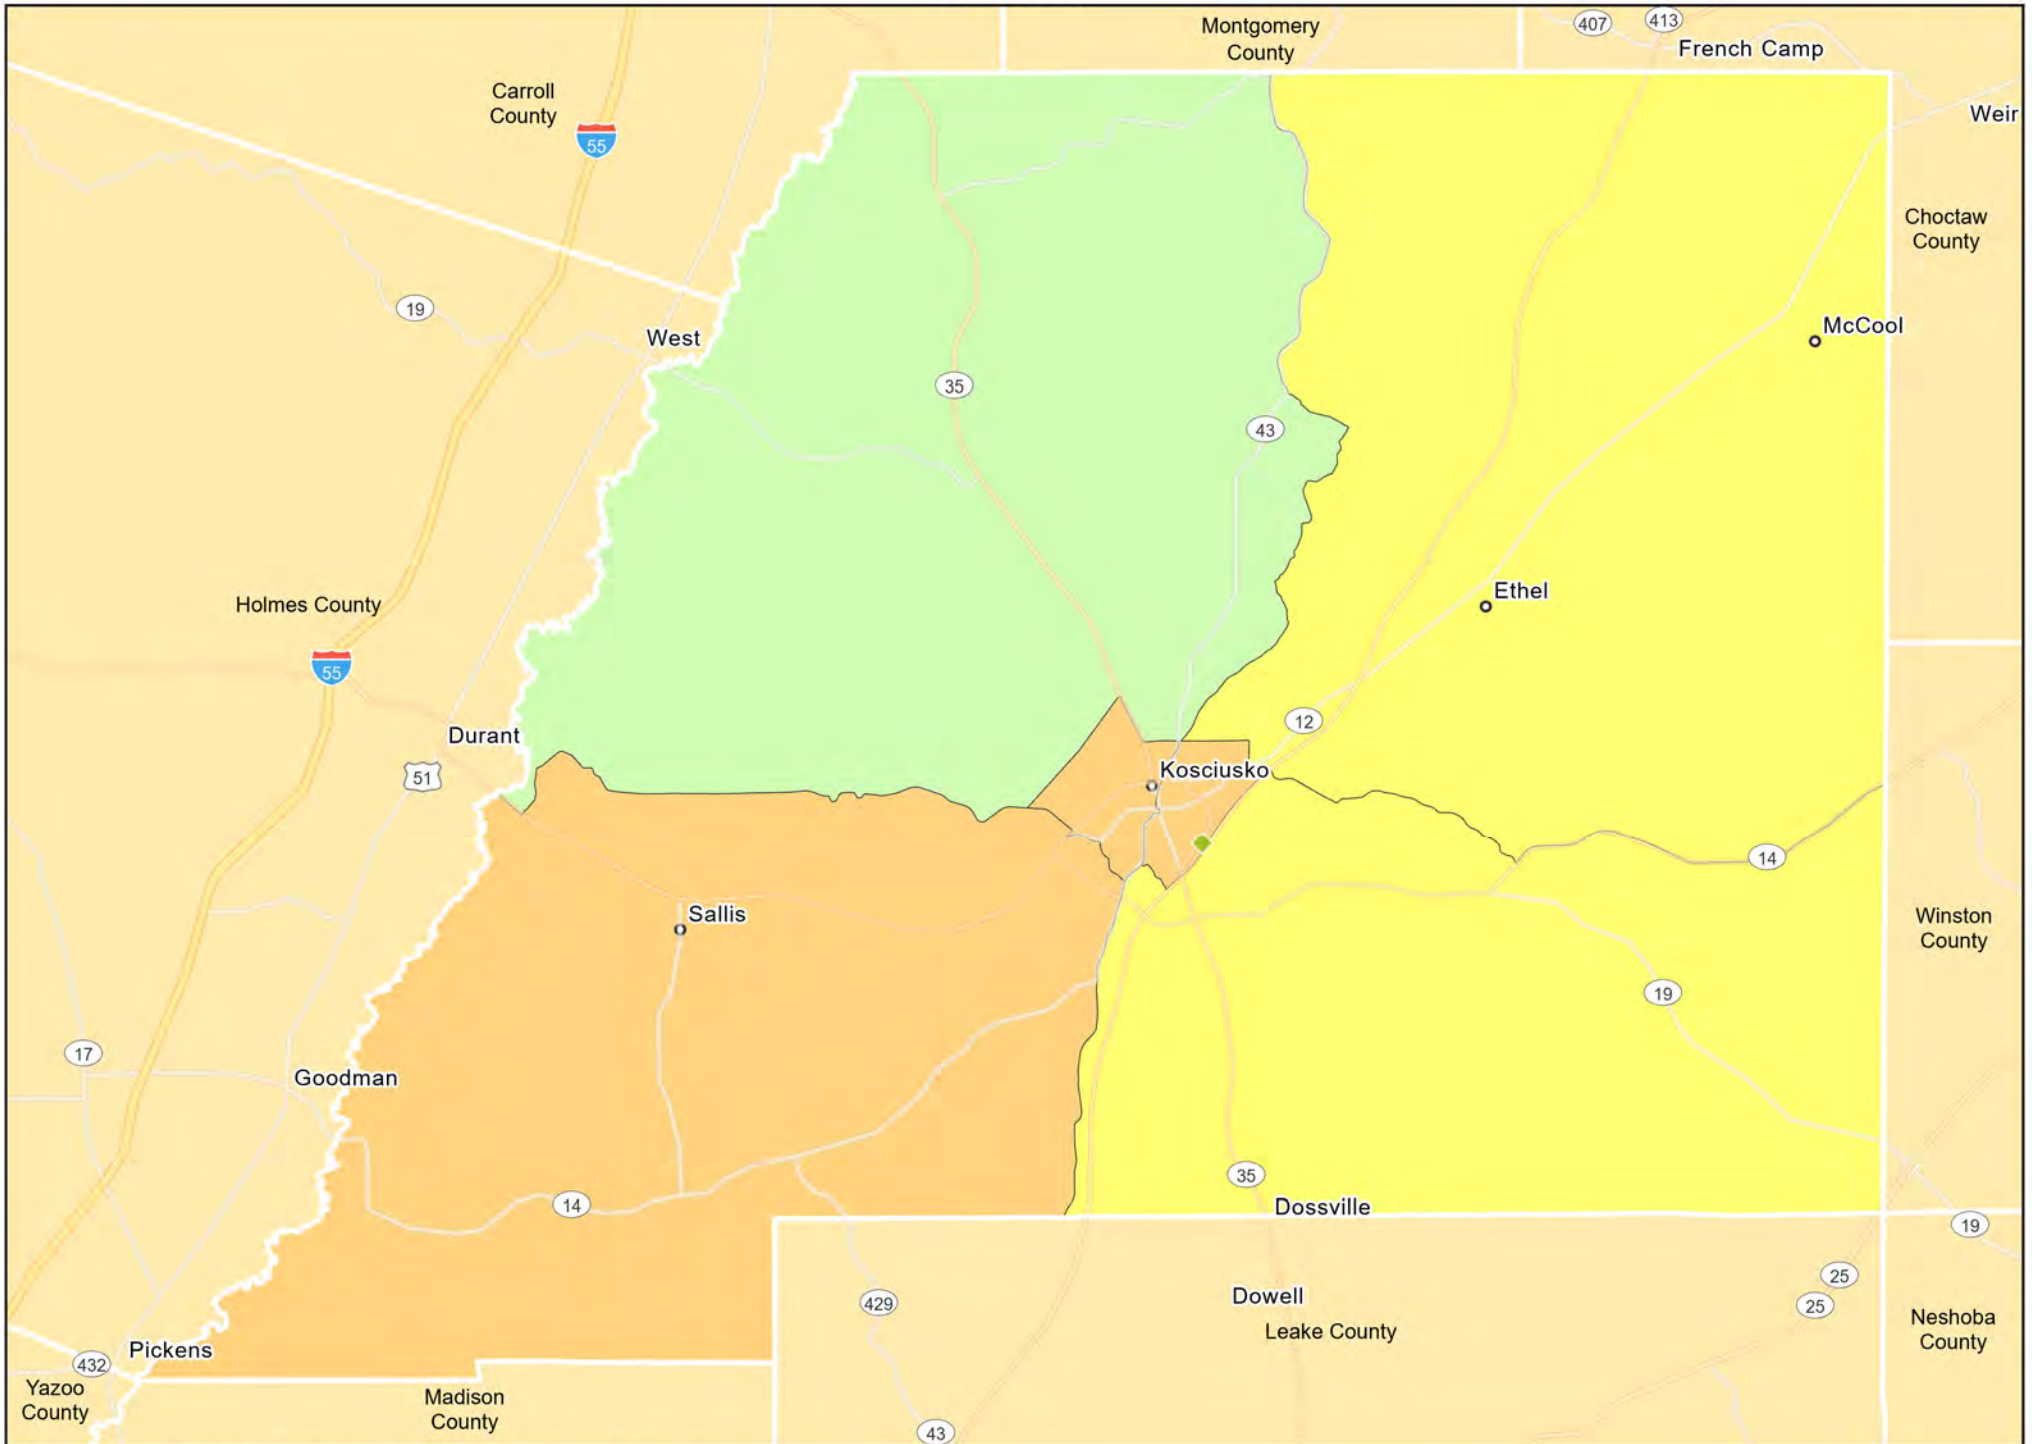 Montgomery
County
407
413
French Camp
Carroll
County
55
Weir
Choctaw
County
19
West
McCool
35
43
Ethel
Holmes County
55
12
Durant
51
Kosciusko
14
Sallis
Winston
County
19
17
Goodman
35
14
Dossville
19
25
429
Dowell
25
Leake County
Neshoba
County
Pickens
432
Yazoo
County
Madison
County
43